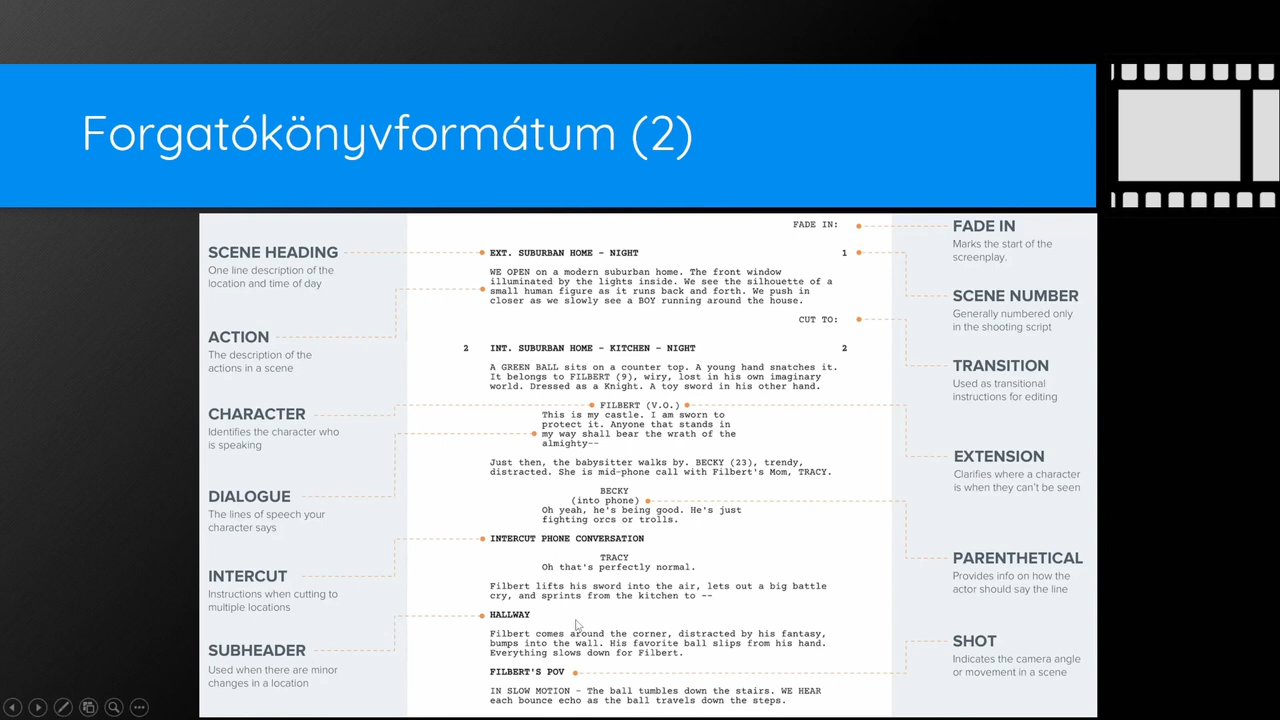 Forgatókönyvformátum (2)
SCENE HEADING
One line description of the
location and time of day
ACTION
The description of the
actions in a scene
CHARACTER
Identifies the character who
is speaking
DIALOGUE
The lines of speech your
character says
INTERCUT
Instructions when cutting to
multiple locations
SUBHEADER
Used when there are minor
changes in a location
FADE IN:
EXT. SUBURBAN HOME - NIGHT 1
WE OPEN on a modern suburban home. The front window
illuminated by the lights inside. We see the silhouette of a
small human figure as it runs back and forth. We push in
closer as we slowly see a BOY running around the house.
CUT TO:
2 INT. SUBURBAN HOME - KITCHEN - NIGHT 2
A GREEN BALL sits on a counter top. A young hand snatches it.
It belongs to FILBERT (9), wiry, lost in his own imaginary
world. Dressed as a Knight. A toy sword in his other hand.
FILBERT (V.O.)
This is my castle. I am sworn to
protect it. Anyone that stands in
my way shall bear the wrath of the
almighty--
Just then, the babysitter walks by. BECKY (23), trendy,
distracted. She is mid-phone call with Filbert's Mom, TRACY.
BECKY
(into phone)
Oh yeah, he's being good. He's just
fighting orcs or trolls.
INTERCUT PHONE CONVERSATION
TRACY
Oh that's perfectly normal.
Filbert lifts his sword into the air, lets out a big battle
cry, and sprints from the kitchen to --
HALLWAY
Filbert comes around the corner, distracted by his fantasy,
bumps into the wall. His favorite ball slips from his hand.
Everything slows down for Filbert.
FILBERT'S POV
IN SLOW MOTION - The ball tumbles down the stairs. WE HEAR
each bounce echo as the ball travels down the steps.
FADE IN
Marks the start of the
screenplay.
SCENE NUMBER
Generally numbered only
in the shooting script
TRANSITION
Used as transitional
instructions for editing
EXTENSION
Clarifies where a character
is when they can't be seen
PARENTHETICAL
Provides info on how the
actor should say the line
SHOT
Indicates the camera angle
or movement in a scene